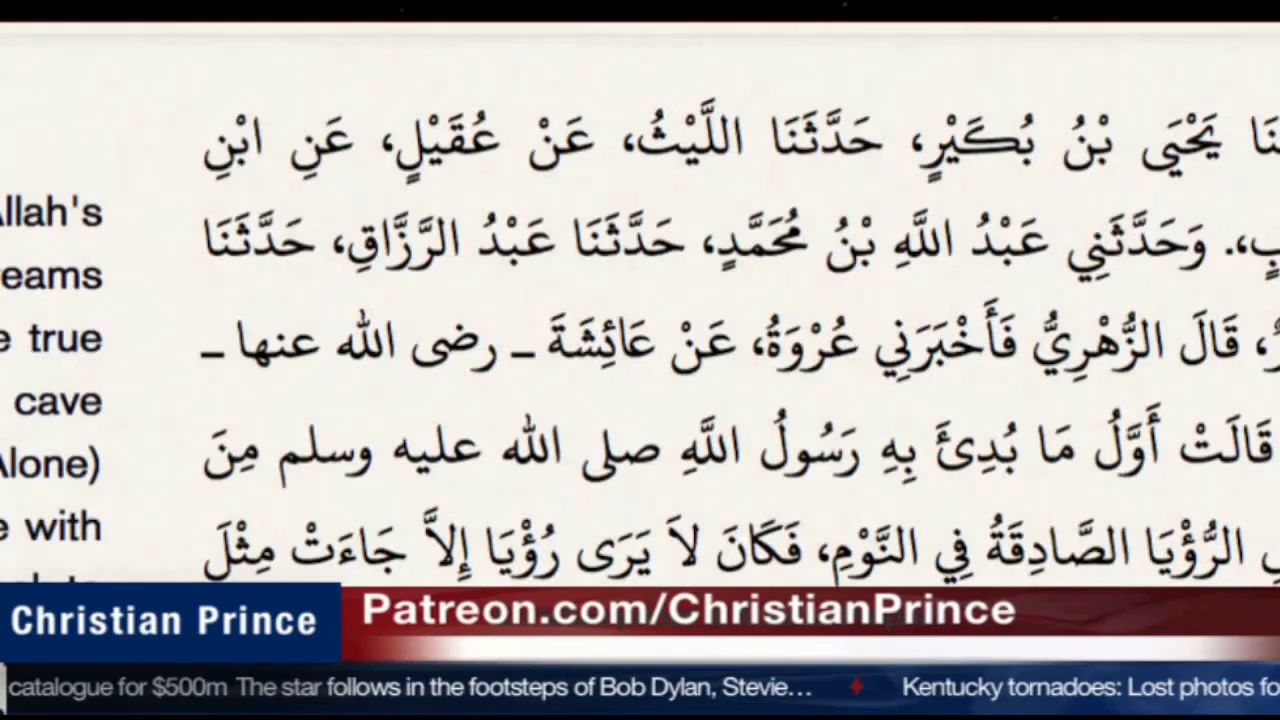 نَا يَحْيَى بْنُ بُكَيْرٍ، حَدَّثَنَا اللَّيْثُ، عَنْ عُقَيْلٍ، عَنِ ابْنِ
بٍ،. وَحَدَّثَنِي عَبْدُ اللَّهِ بْنُ مُحَمَّدٍ، حَدَّثَنَا عَبْدُ الرَّزَّاقِ، حَدَّثَنَا
رٌ، قَالَ الزُّهْرِيُّ فَأَخْبَرَنِي عُرْوَةُ، عَنْ عَائِشَةَ ـ رضى الله عنها ـ
قَالَتْ أَوَّلُ مَا بُدِئَ بِهِ رَسُولُ اللَّهِ صلى الله عليه وسلم مِنَ
الرُّؤْيَا الصَّادِقَةُ فِي النَّوْمِ، فَكَانَ لاَ يَرَى رُؤْيَا إِلاَّ جَاءَتْ مِثْلَ
Allah's
eams
e true
cave
Alone)
e with
Christian Prince
Patreon.com/ChristianPrince
catalogue for $500m The star follows in the footsteps of Bob Dylan, Stevie… Kentucky tornadoes: Lost photos fo